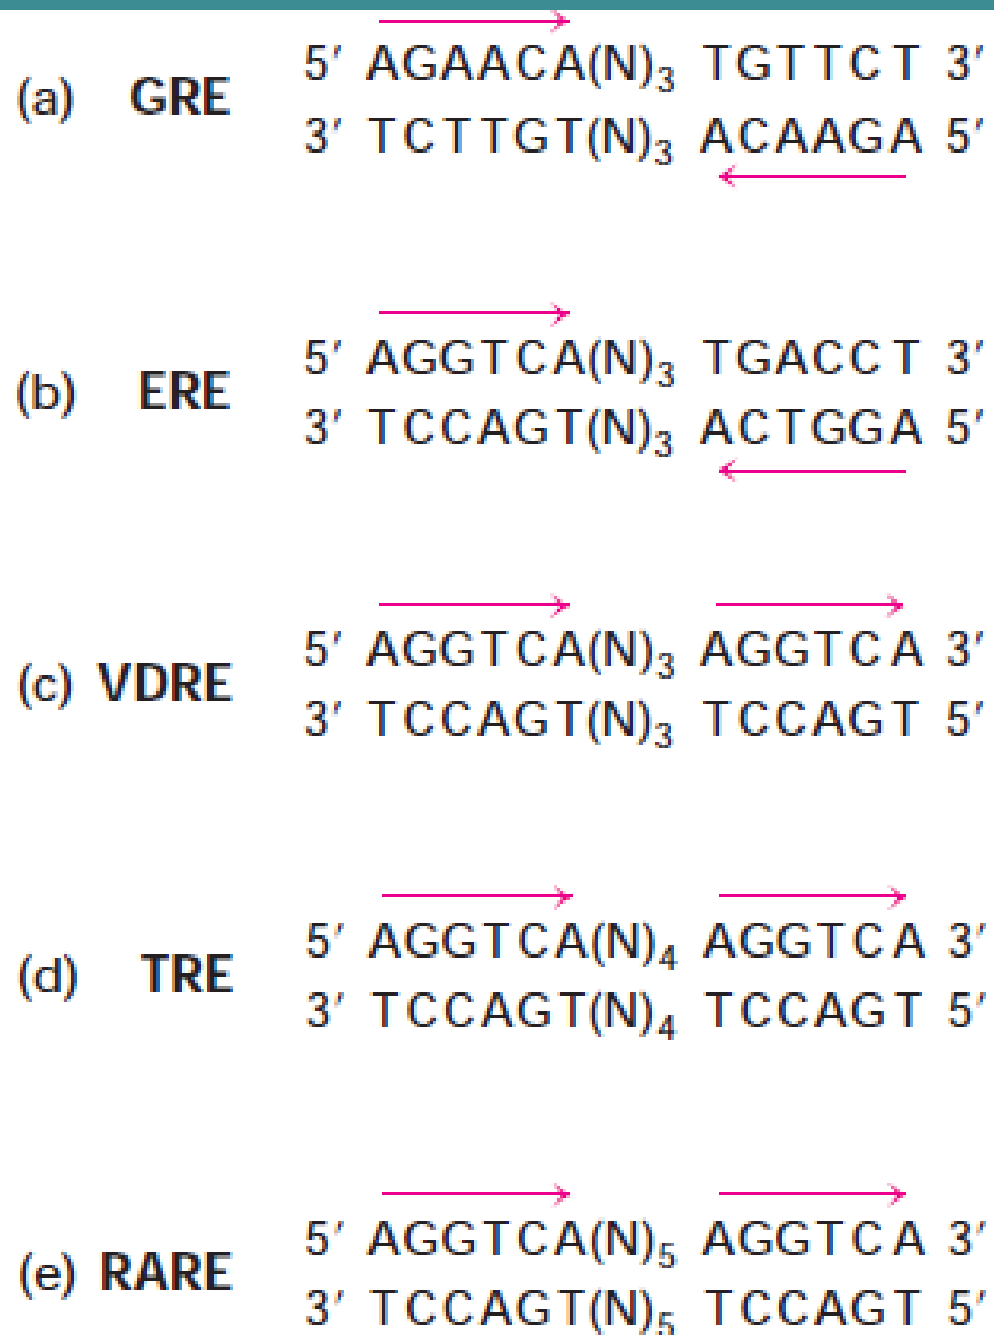 5′ AGAACA(N)₃ TGTTCT 3′
(a) GRE
3′ TCTTGT(N)₃ ACAAGA 5′
5′ AGGTCA(N)₃ TGACCT 3′
(b) ERE
3′ TCCAGT(N)₃ ACTGGA 5′
5′ AGGTCA(N)₃ AGGTCA 3′
(c) VDRE
3′ TCCAGT(N)₃ TCCAGT 5′
5′ AGGTCA(N)₄ AGGTCA 3′
(d) TRE
3′ TCCAGT(N)₄ TCCAGT 5′
5′ AGGTCA(N)₅ AGGTCA 3′
(e) RARE
3′ TCCAGT(N)₅ TCCAGT 5′